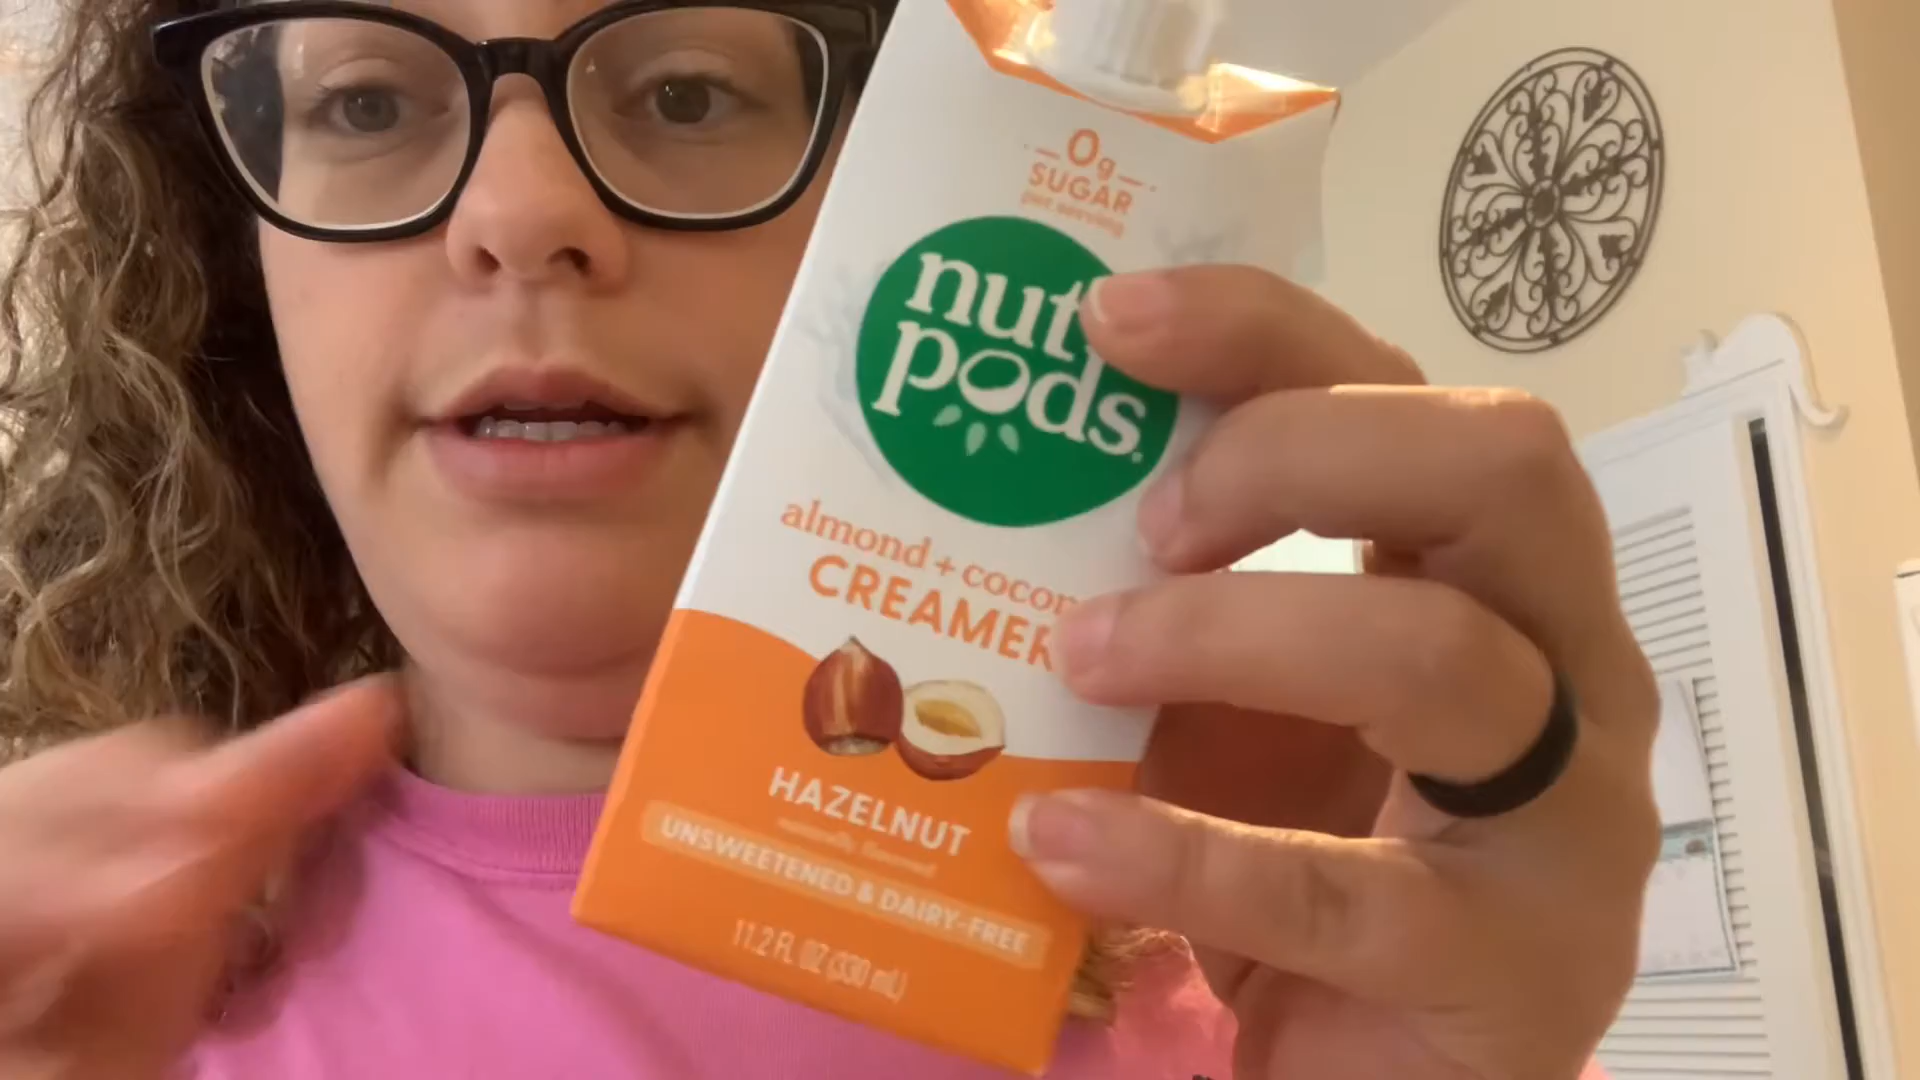 0g
SUGAR
per serving
nut
pods.
almond + cocon
CREAMER
HAZELNUT
naturally flavored
UNSWEETENED & DAIRY-FREE
11.2 FL OZ (330 mL)